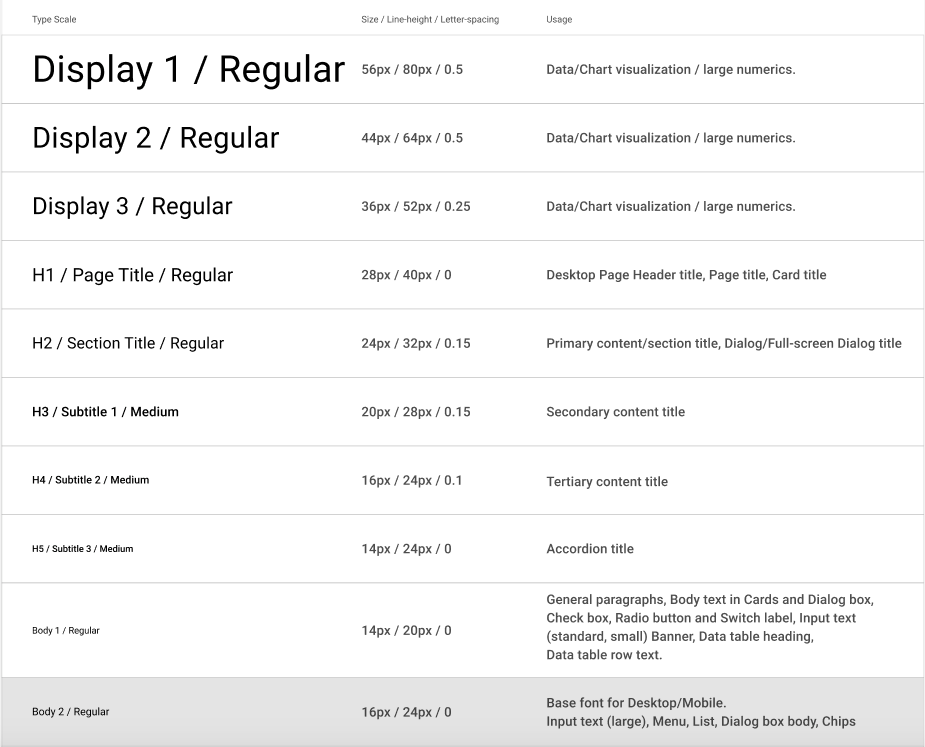 Type Scale Size / Line-height / Letter-spacing Usage
Display 1 / Regular 56px / 80px / 0.5 Data/Chart visualization / large numerics.
Display 2 / Regular 44px / 64px / 0.5 Data/Chart visualization / large numerics.
Display 3 / Regular 36px / 52px / 0.25 Data/Chart visualization / large numerics.
H1 / Page Title / Regular 28px / 40px / 0 Desktop Page Header title, Page title, Card title
H2 / Section Title / Regular 24px / 32px / 0.15 Primary content/section title, Dialog/Full-screen Dialog title
H3 / Subtitle 1 / Medium 20px / 28px / 0.15 Secondary content title
H4 / Subtitle 2 / Medium 16px / 24px / 0.1 Tertiary content title
H5 / Subtitle 3 / Medium 14px / 24px / 0 Accordion title
Body 1 / Regular 14px / 20px / 0 General paragraphs, Body text in Cards and Dialog box,
Check box, Radio button and Switch label, Input text
(standard, small) Banner, Data table heading,
Data table row text.
Body 2 / Regular 16px / 24px / 0 Base font for Desktop/Mobile.
Input text (large), Menu, List, Dialog box body, Chips